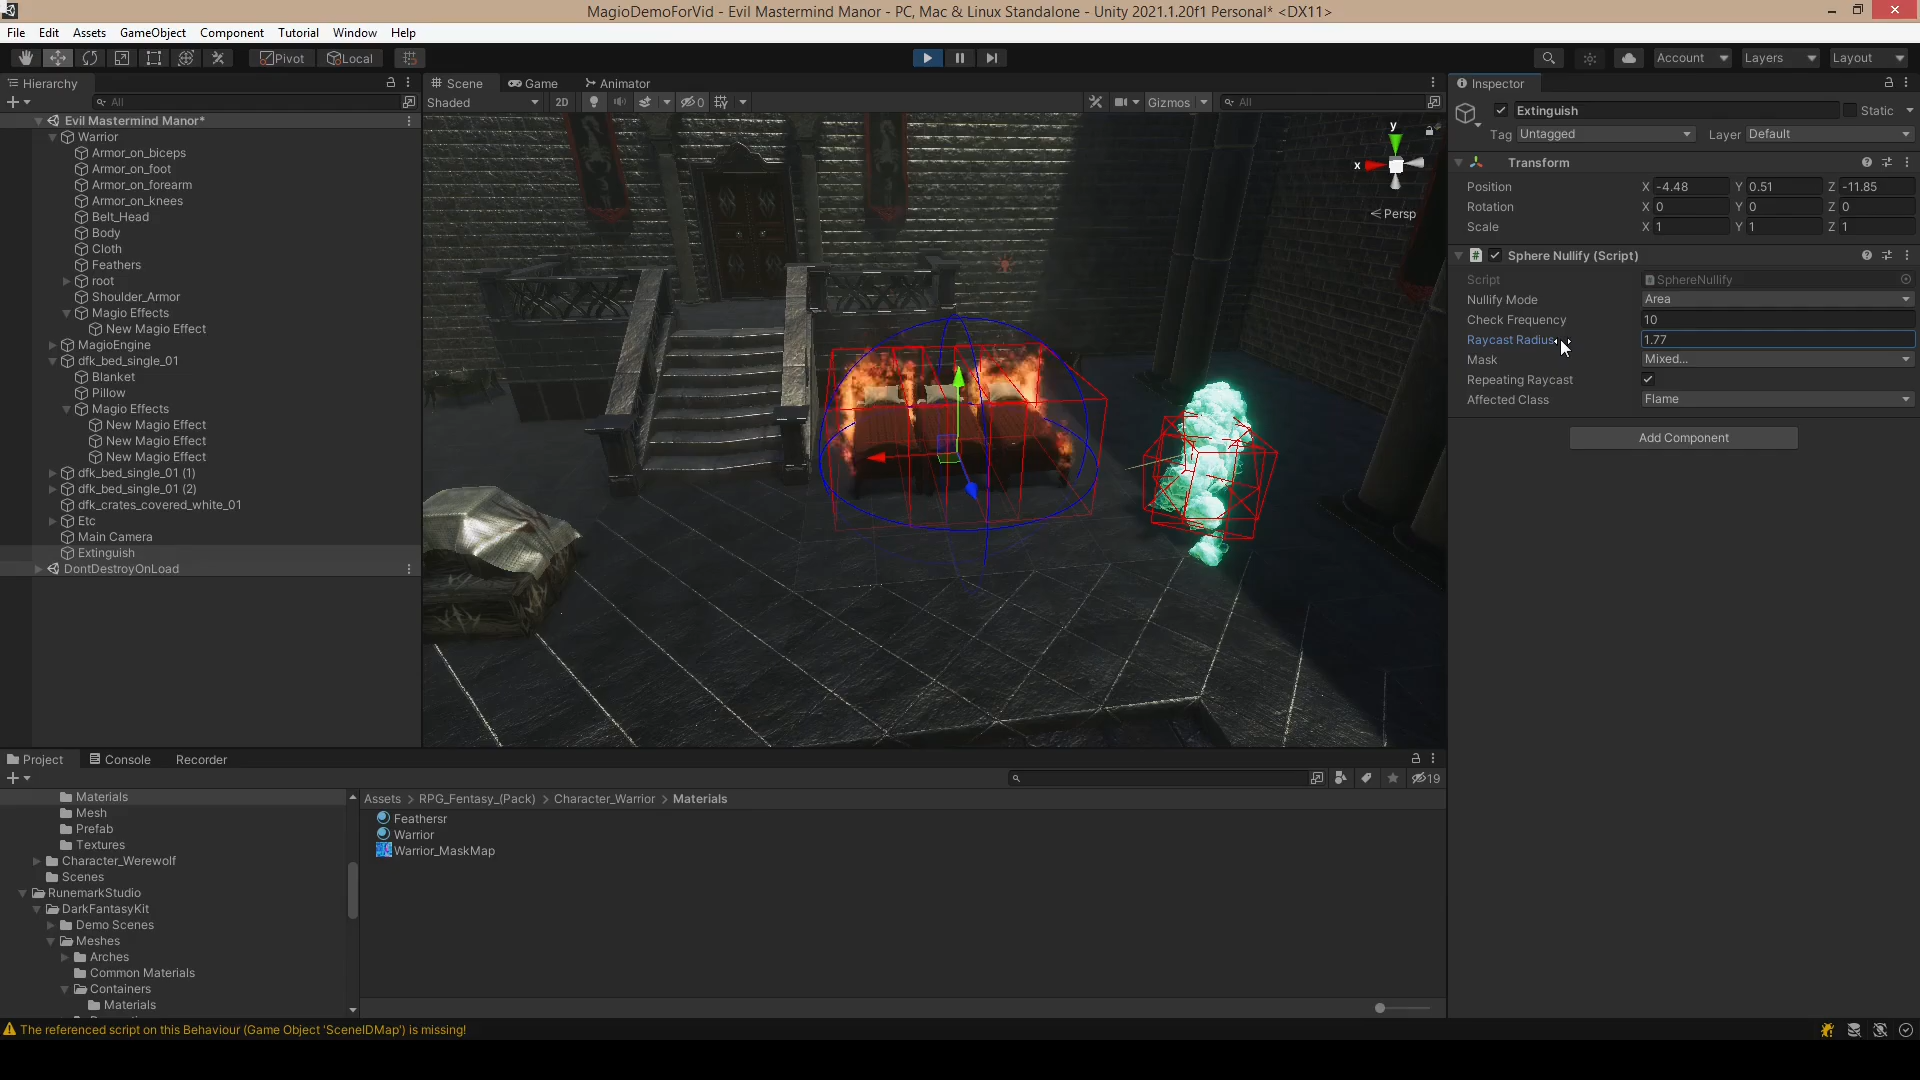 MagioDemoForVid - Evil Mastermind Manor - PC, Mac & Linux Standalone - Unity 2021.1.20f1 Personal* <DX11>
File Edit Assets GameObject Component Tutorial Window Help
Pivot Local Account Layers Layout
Hierarchy
All
Evil Mastermind Manor*
Warrior
Armor_on_biceps
Armor_on_foot
Armor_on_forearm
Armor_on_knees
Belt_Head
Body
Cloth
Feathers
root
Shoulder_Armor
Magio Effects
New Magio Effect
MagioEngine
dfk_bed_single_01
Blanket
Pillow
Magio Effects
New Magio Effect
New Magio Effect
New Magio Effect
dfk_bed_single_01 (1)
dfk_bed_single_01 (2)
dfk_crates_covered_white_01
Etc
Main Camera
Extinguish
DontDestroyOnLoad
Scene Game Animator
Shaded 2D 0 Gizmos All
y
x
Persp
Inspector
Extinguish Static
Tag Untagged Layer Default
Transform
Position X -4.48 Y 0.51 Z -11.85
Rotation X 0 Y 0 Z 0
Scale X 1 Y 1 Z 1
Sphere Nullify (Script)
Script SphereNullify
Nullify Mode Area
Check Frequency 10
Raycast Radius 1.77
Mask Mixed...
Repeating Raycast
Affected Class Flame
Add Component
Project Console Recorder
19
Materials
Mesh
Prefab
Textures
Character_Werewolf
Scenes
RunemarkStudio
DarkFantasyKit
Demo Scenes
Meshes
Arches
Common Materials
Containers
Materials
Assets > RPG_Fentasy_(Pack) > Character_Warrior > Materials
Feathersr
Warrior
Warrior_MaskMap
The referenced script on this Behaviour (Game Object 'SceneIDMap') is missing!